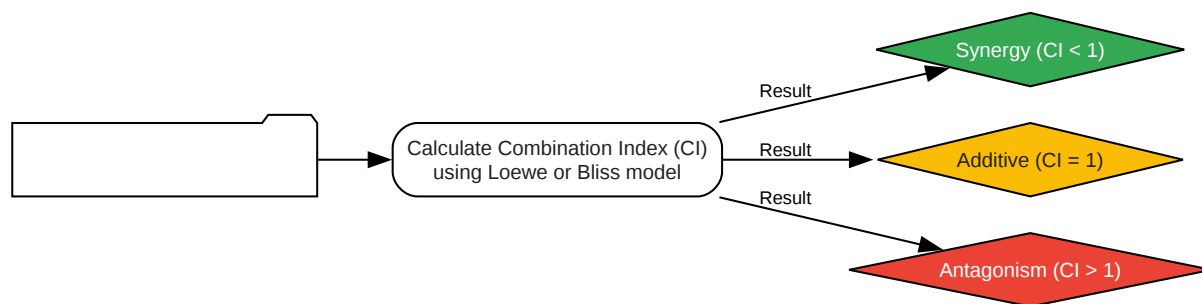 Calculate Combination Index (CI)
using Loewe or Bliss model
Result
Synergy (CI < 1)
Result
Additive (CI = 1)
Result
Antagonism (CI > 1)